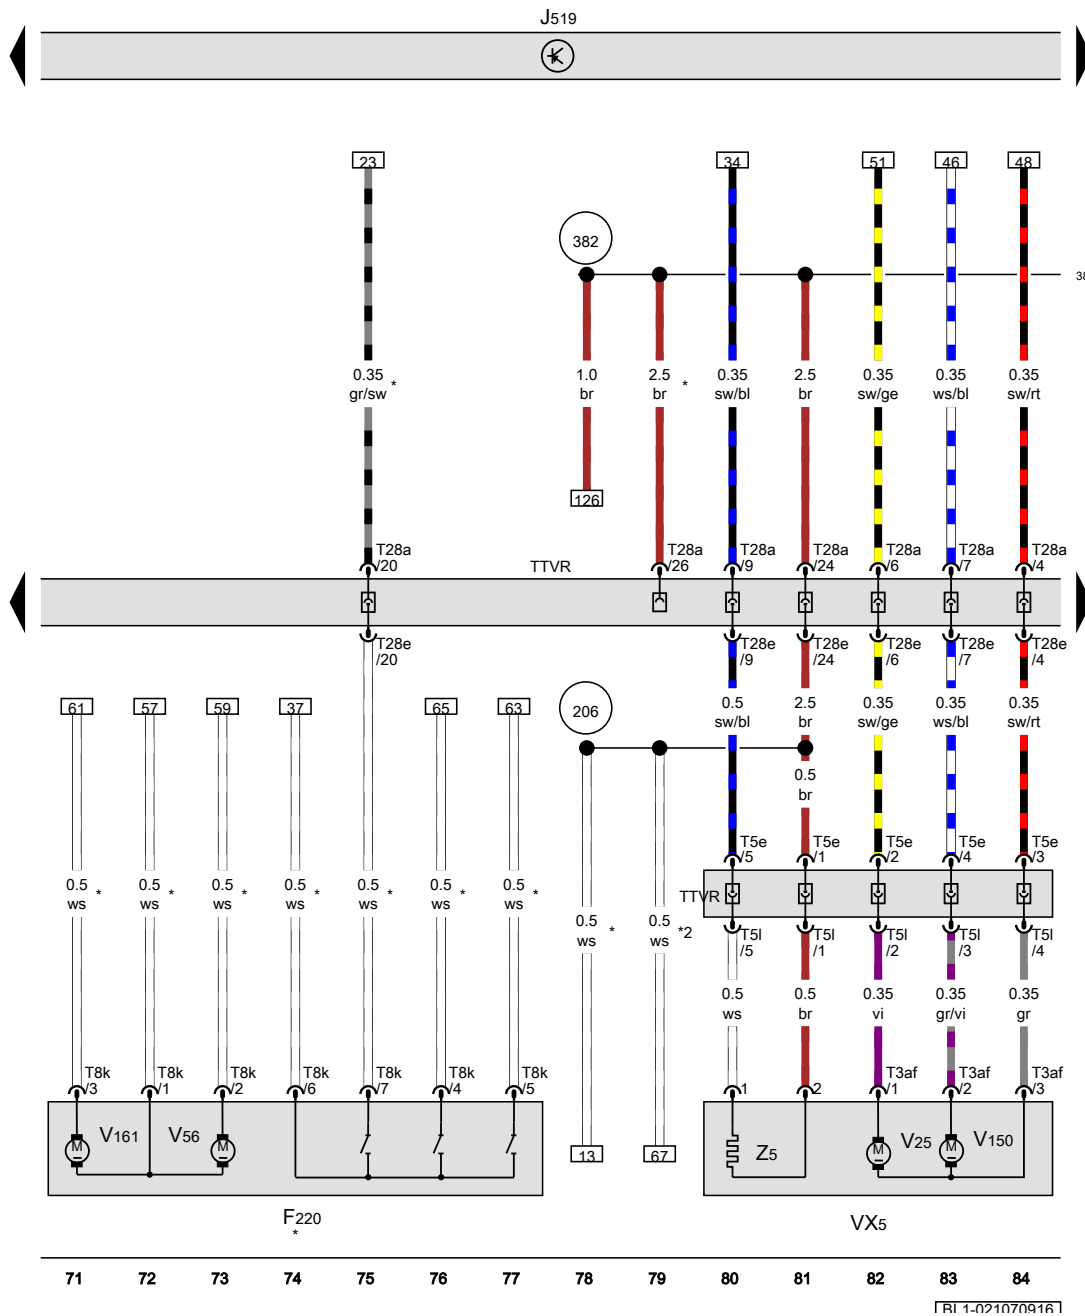 J519
23 34 51 46 48
382
38
0.35 1.0 2.5 0.35 2.5 0.35 0.35 0.35
gr/sw * br br * sw/bl br sw/ge ws/bl sw/rt
126
T28a T28a T28a T28a T28a T28a T28a
/20 TTVR /26 /9 /24 /6 /7 /4
T28e T28e T28e T28e T28e T28e
/20 /9 /24 /6 /7 /4
61 57 59 37 65 63
206
0.5 2.5 0.35 0.35 0.35
sw/bl br sw/ge ws/bl sw/rt
0.5
br
T5e T5e T5e T5e T5e
/5 /1 /2 /4 /3
0.5 0.5 0.5 0.5 0.5 0.5 0.5
ws * ws * ws * ws * ws * ws * ws *
TTVR
0.5 0.5
ws * ws *2
T5l T5l T5l T5l T5l
/5 /1 /2 /3 /4
0.5 0.5 0.35 0.35 0.35
ws br vi gr/vi gr
T8k T8k T8k T8k T8k T8k T8k T3af T3af T3af
/3 /1 /2 /6 /7 /4 /5 1 2 /1 /2 /3
V161 V56 V25 V150
M M M M
13 67 Z5
F220
*
VX5
71 72 73 74 75 76 77 78 79 80 81 82 83 84
BL1-021070916